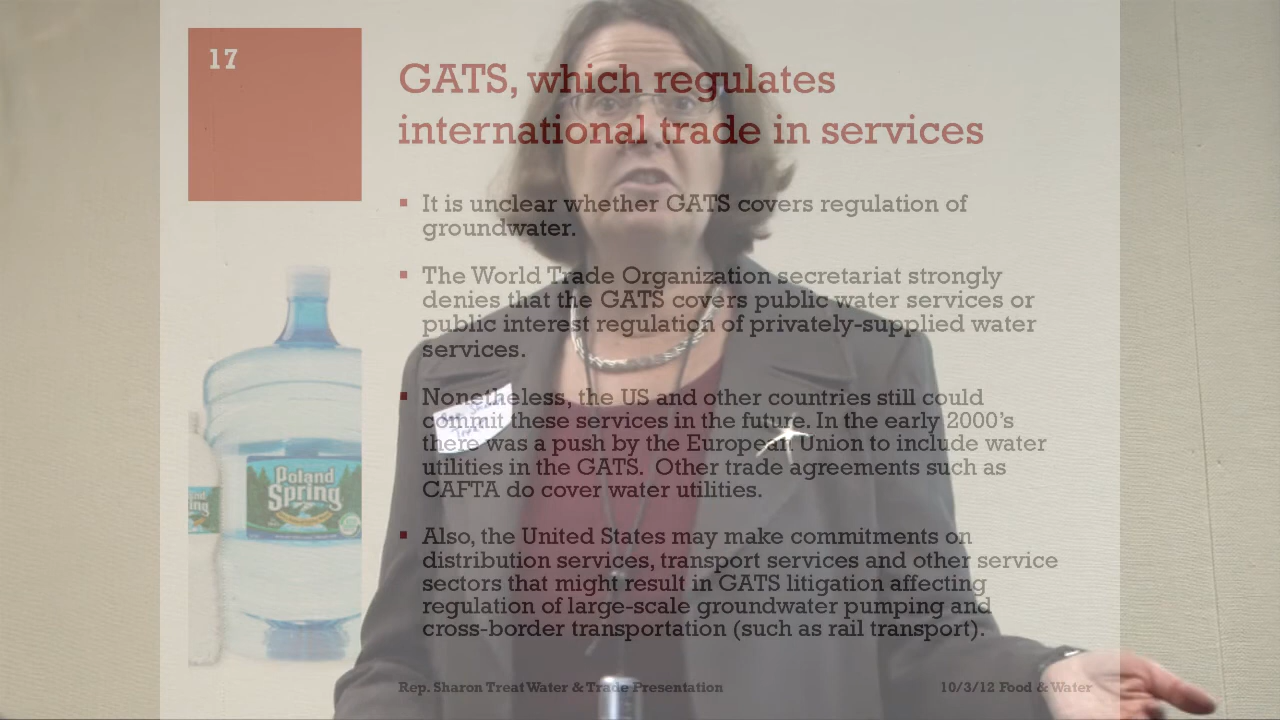 17
GATS, which regulates
international trade in services
▪ It is unclear whether GATS covers regulation of
groundwater.
▪ The World Trade Organization secretariat strongly
denies that the GATS covers public water services or
public interest regulation of privately-supplied water
services.
▪ Nonetheless, the US and other countries still could
commit these services in the future. In the early 2000's
there was a push by the European Union to include water
utilities in the GATS. Other trade agreements such as
CAFTA do cover water utilities.
▪ Also, the United States may make commitments on
distribution services, transport services and other service
sectors that might result in GATS litigation affecting
regulation of large-scale groundwater pumping and
cross-border transportation (such as rail transport).
Poland
Spring
ing
Rep. Sharon Treat Water & Trade Presentation
10/3/12 Food & Water